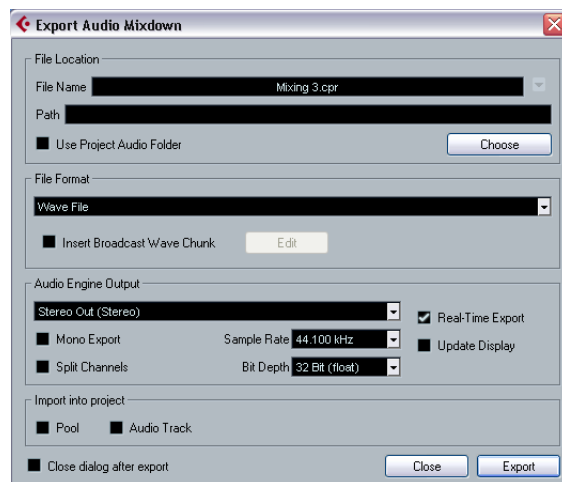 Export Audio Mixdown
File Location
File Name Mixing 3.cpr
Path
Use Project Audio Folder Choose
File Format
Wave File
Insert Broadcast Wave Chunk Edit
Audio Engine Output
Stereo Out (Stereo) Real-Time Export
Mono Export Sample Rate 44.100 kHz Update Display
Split Channels Bit Depth 32 Bit (float)
Import into project
Pool Audio Track
Close dialog after export Close Export